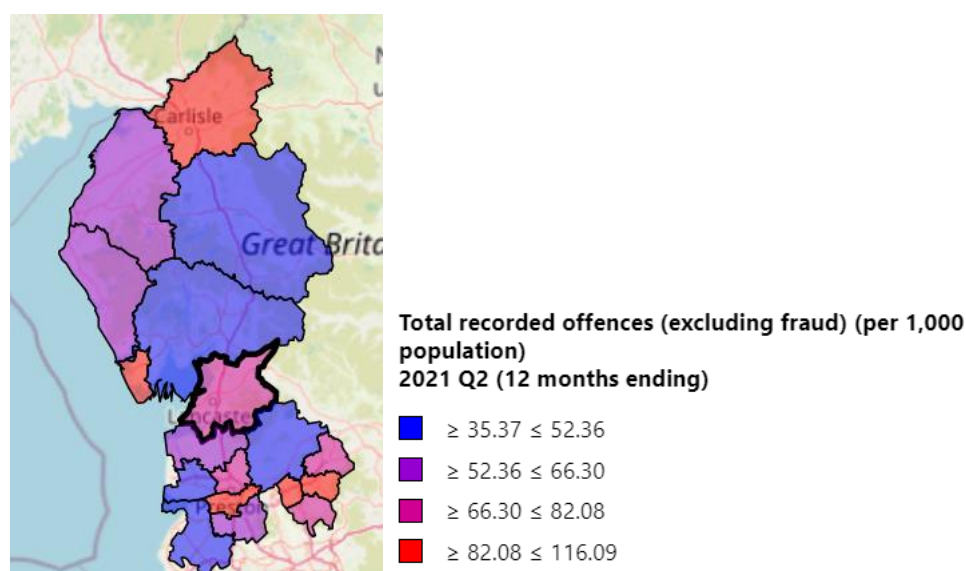 N
u
Carlisle
Great Brita
Lancaster
Preston
Total recorded offences (excluding fraud) (per 1,000
population)
2021 Q2 (12 months ending)
≥ 35.37 ≤ 52.36
≥ 52.36 ≤ 66.30
≥ 66.30 ≤ 82.08
≥ 82.08 ≤ 116.09